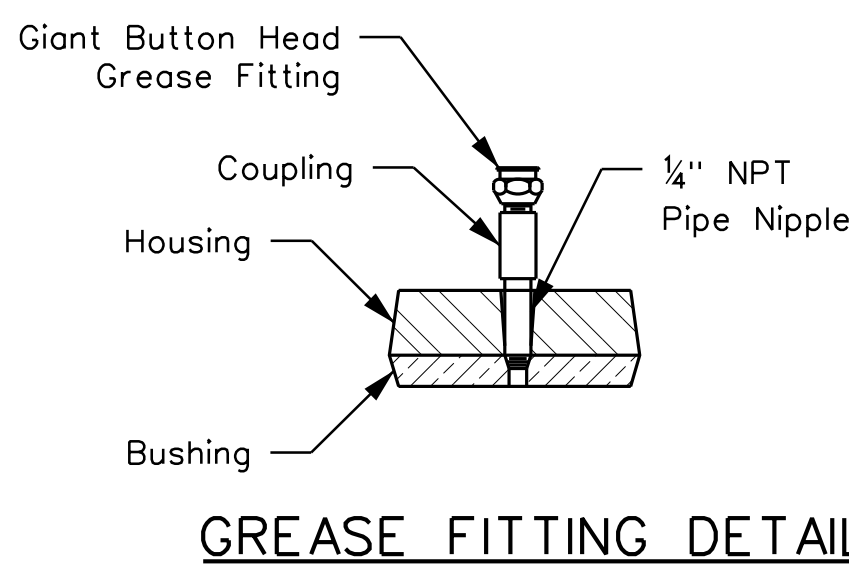 Giant Button Head
Grease Fitting
Coupling
¼" NPT
Pipe Nipple
Housing
Bushing
GREASE FITTING DETAIL